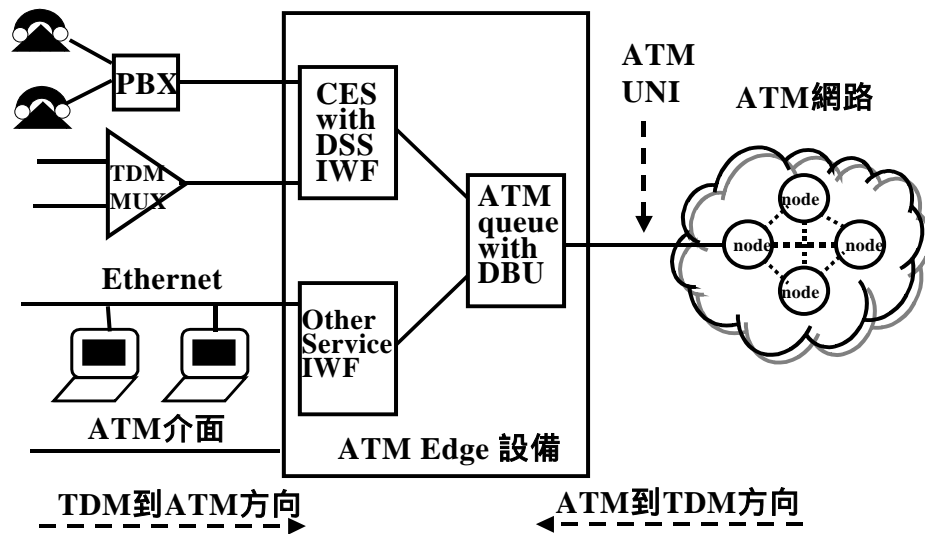 PBX
TDM
MUX
Ethernet
ATM介面
CES
with
DSS
IWF
Other
Service
IWF
ATM
queue
with
DBU
ATM Edge 設備
ATM
UNI
ATM網路
node
node
node
node
TDM到ATM方向
ATM到TDM方向